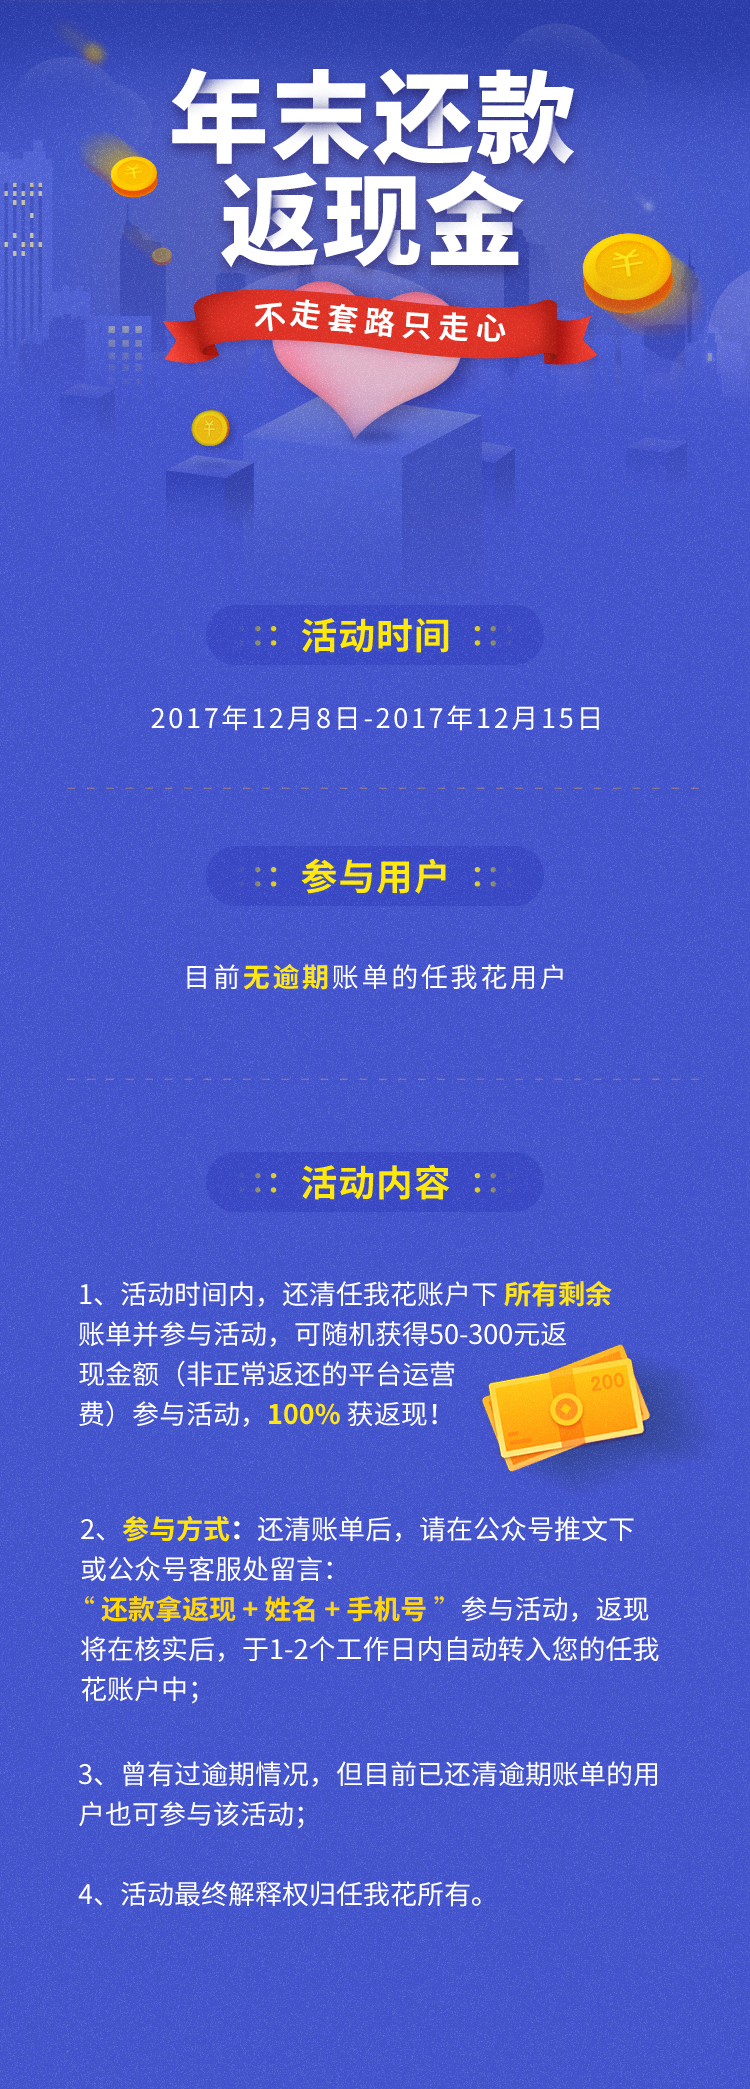 年末还款
返现金
不走套路只走心
活动时间
2017年12月8日-2017年12月15日
参与用户
目前无逾期账单的任我花用户
活动内容
1、活动时间内，还清任我花账户下 所有剩余
账单并参与活动，可随机获得50-300元返
现金额（非正常返还的平台运营
费）参与活动，100% 获返现！
200
2、参与方式：还清账单后，请在公众号推文下
或公众号客服处留言：
“ 还款拿返现 + 姓名 + 手机号 ” 参与活动，返现
将在核实后，于1-2个工作日内自动转入您的任我
花账户中；
3、曾有过逾期情况，但目前已还清逾期账单的用
户也可参与该活动；
4、活动最终解释权归任我花所有。